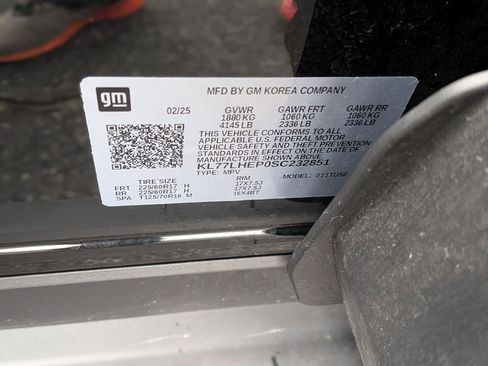 gm
MFD BY GM KOREA COMPANY
02/25 GVWR GAWR FRT GAWR RR
1880 KG 1060 KG 1060 KG
4145 LB 2336 LB 2336 LB
THIS VEHICLE CONFORMS TO ALL
APPLICABLE U.S. FEDERAL MOTOR
VEHICLE SAFETY AND THEFT PREVENTION
STANDARDS IN EFFECT ON THE DATE OF
MANUFACTURE SHOWN ABOVE.
KL77LHEP0SC232851
TYPE: MPV MODEL:
TIRE SIZE RIM
FRT 225/60R17 H 17X7.5J
RR 225/60R17 H 17X7.5J
SPA T125/70R16 M 16X4BT